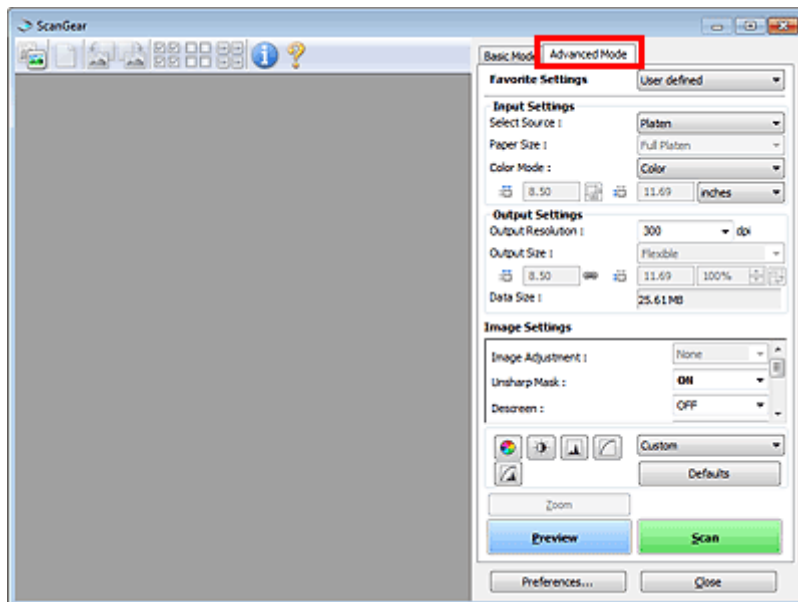 ScanGear
Basic Mode Advanced Mode
Favorite Settings User defined
Input Settings
Select Source : Platen
Paper Size : Full Platen
Color Mode : Color
8.50 11.69 inches
Output Settings
Output Resolution : 300 dpi
Output Size : Flexible
8.50 11.69 100%
Data Size : 25.61 MB
Image Settings
Image Adjustment : None
Unsharp Mask : ON
Descreen : OFF
Custom
Defaults
Zoom
Preview Scan
Preferences... Close